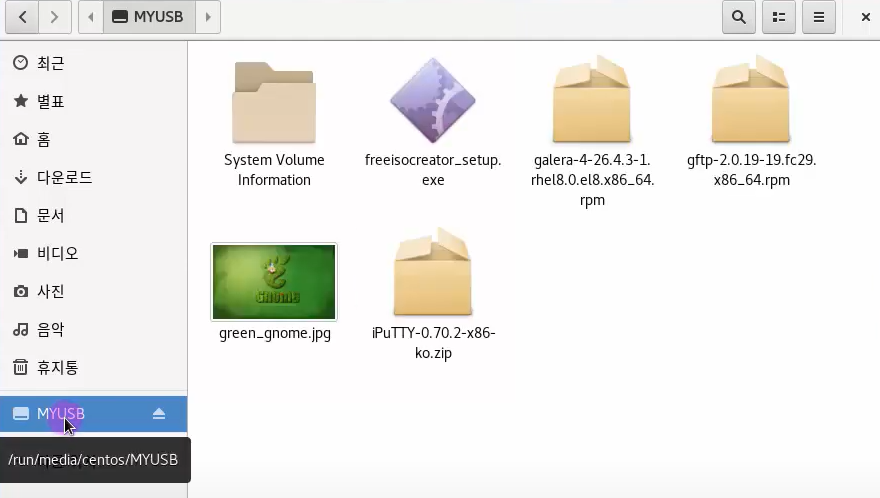 MYUSB
최근
별표
홈
다운로드
문서
비디오
사진
음악
휴지통
MYUSB
/run/media/centos/MYUSB
System Volume
Information
freeisocreator_setup.
exe
galera-4-26.4.3-1.
rhel8.0.el8.x86_64.
rpm
gftp-2.0.19-19.fc29.
x86_64.rpm
GNOME
green_gnome.jpg
iPuTTY-0.70.2-x86-
ko.zip